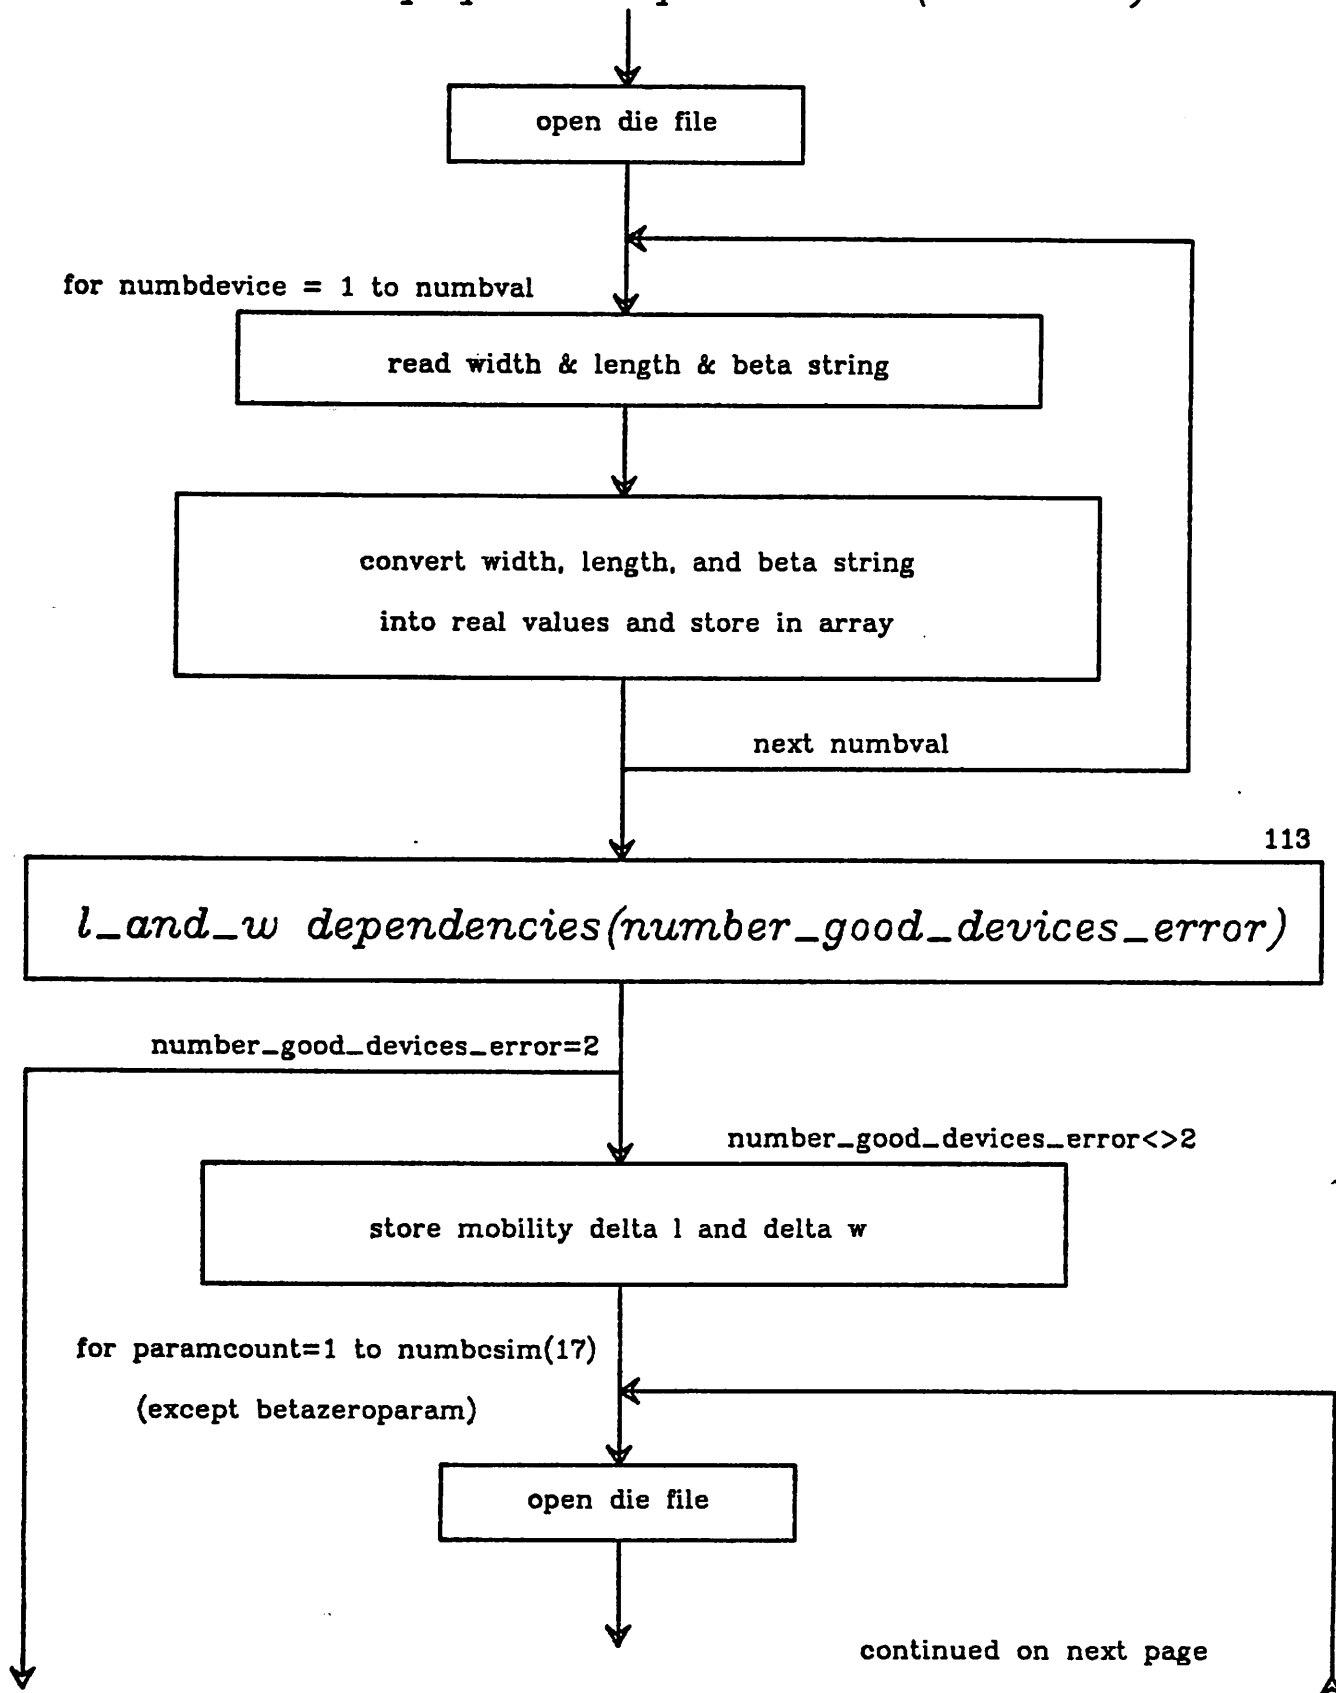 open die file
for numbdevice = 1 to numbval
read width & length & beta string
convert width, length, and beta string
into real values and store in array
next numbval
113
l_and_w dependencies(number_good_devices_error)
number_good_devices_error=2
number_good_devices_error<>2
store mobility delta l and delta w
for paramcount=1 to numbcsim(17)
(except betazeroparam)
open die file
continued on next page